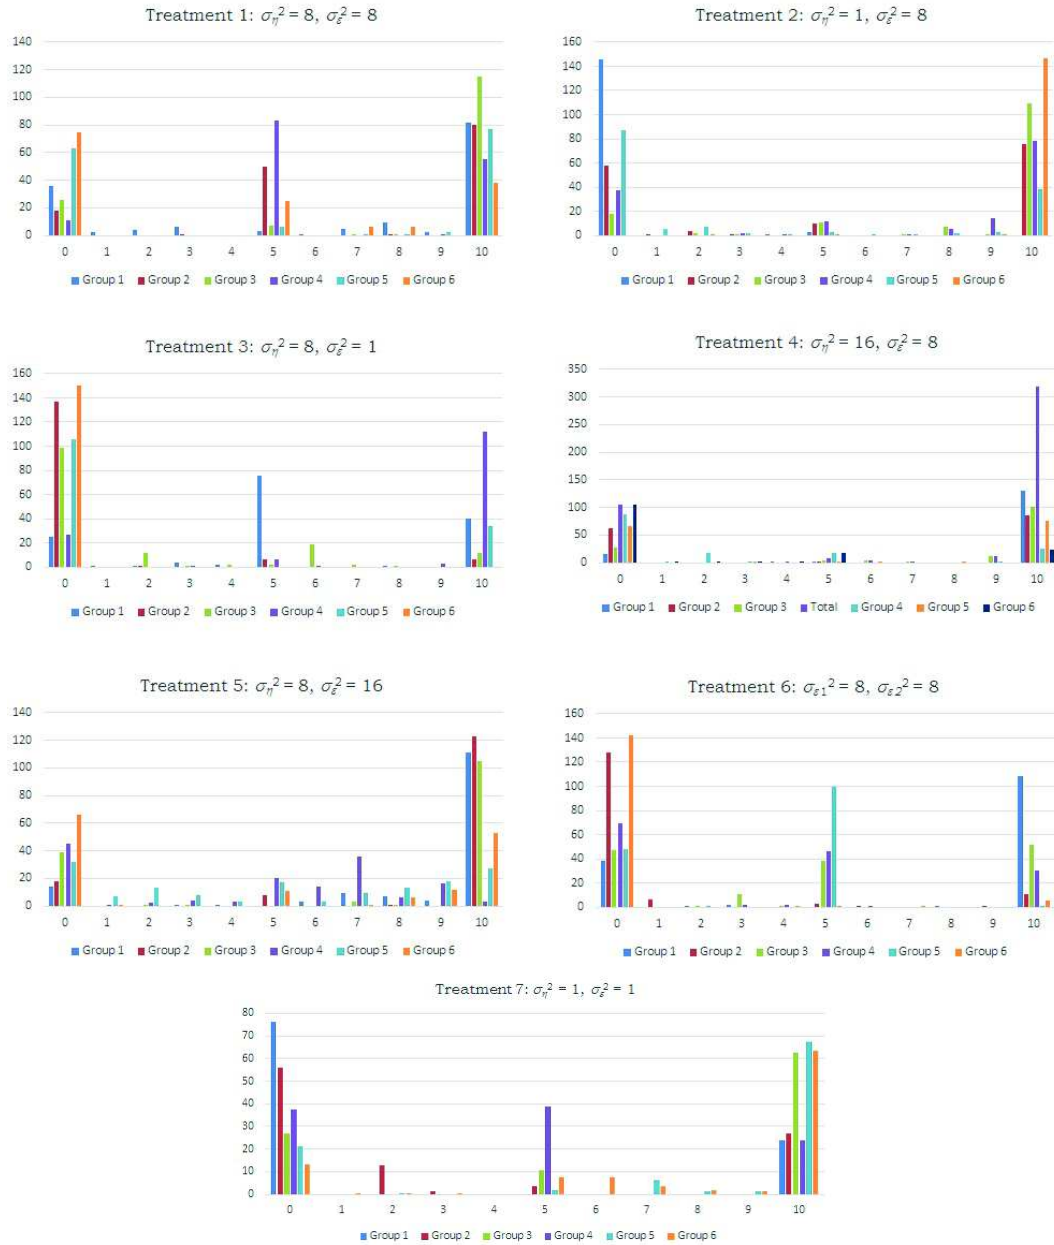 Treatment 1: ση² = 8, σε² = 8
140
120
100
80
60
40
20
0
0 1 2 3 4 5 6 7 8 9 10
Group 1 Group 2 Group 3 Group 4 Group 5 Group 6
Treatment 2: ση² = 1, σε² = 8
160
140
120
100
80
60
40
20
0
0 1 2 3 4 5 6 7 8 9 10
Group 1 Group 2 Group 3 Group 4 Group 5 Group 6
Treatment 3: ση² = 8, σε² = 1
160
140
120
100
80
60
40
20
0
0 1 2 3 4 5 6 7 8 9 10
Group 1 Group 2 Group 3 Group 4 Group 5 Group 6
Treatment 4: ση² = 16, σε² = 8
350
300
250
200
150
100
50
0
0 1 2 3 4 5 6 7 8 9 10
Group 1 Group 2 Group 3 Total Group 4 Group 5 Group 6
Treatment 5: ση² = 8, σε² = 16
140
120
100
80
60
40
20
0
0 1 2 3 4 5 6 7 8 9 10
Group 1 Group 2 Group 3 Group 4 Group 5 Group 6
Treatment 6: σε1² = 8, σε2² = 8
160
140
120
100
80
60
40
20
0
0 1 2 3 4 5 6 7 8 9 10
Group 1 Group 2 Group 3 Group 4 Group 5 Group 6
Treatment 7: ση² = 1, σε² = 1
80
70
60
50
40
30
20
10
0
0 1 2 3 4 5 6 7 8 9 10
Group 1 Group 2 Group 3 Group 4 Group 5 Group 6